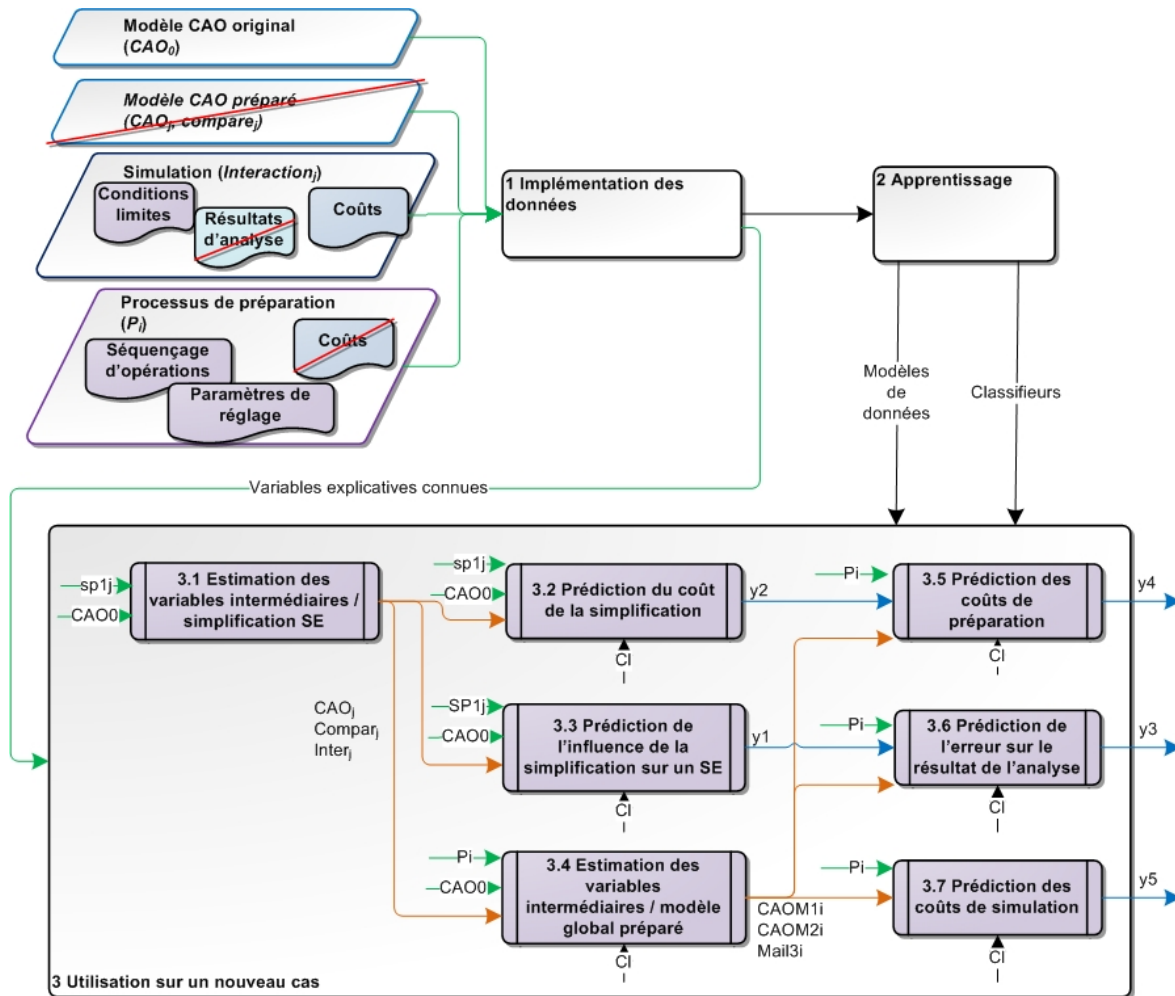 Modèle CAO original
(CAO0)
Modèle CAO préparé
(CAOj, comparej)
Simulation (Interactionj)
Conditions
limites
Résultats
d'analyse
Coûts
Processus de préparation
(Pi)
Séquençage
d'opérations
Coûts
Paramètres de
réglage
1 Implémentation des
données
2 Apprentissage
Modèles
de
données
Classifieurs
Variables explicatives connues
sp1j
CAO0
3.1 Estimation des
variables intermédiaires /
simplification SE
CAOj
Comparj
Interj
sp1j
CAO0
3.2 Prédiction du coût
de la simplification
y2
CI
SP1j
CAO0
3.3 Prédiction de
l'influence de la
simplification sur un SE
y1
CI
Pi
CAO0
3.4 Estimation des
variables
intermédiaires / modèle
global préparé
CI
CAOM1i
CAOM2i
Mail3i
Pi
3.5 Prédiction des
coûts de
préparation
y4
CI
Pi
3.6 Prédiction de
l'erreur sur le
résultat de l'analyse
y3
CI
Pi
3.7 Prédiction des
coûts de simulation
y5
CI
3 Utilisation sur un nouveau cas